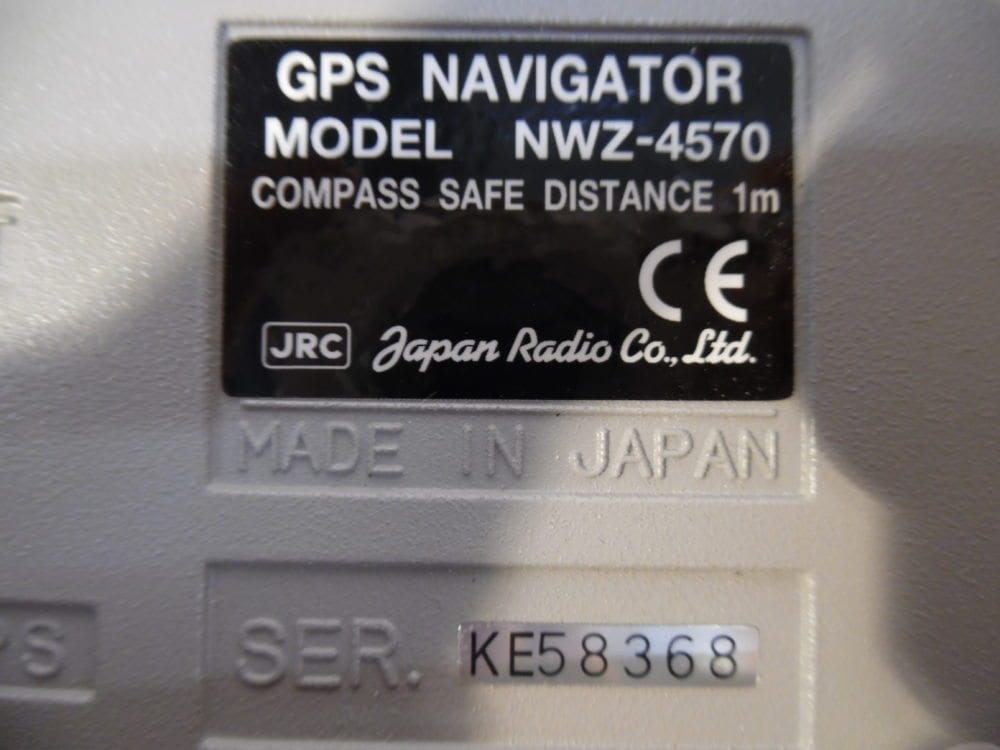 GPS NAVIGATOR
MODEL NWZ-4570
COMPASS SAFE DISTANCE 1m
CE
JRC Japan Radio Co., Ltd.
MADE IN JAPAN
SER. KE58368